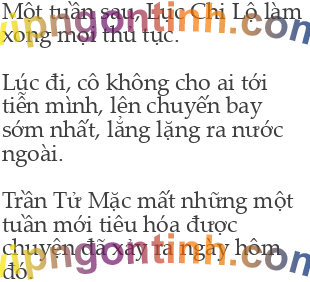 Một tuần sau, Lục Chi Lộ làm
xong mọi thủ tục.
Lúc đi, cô không cho ai tới
tiễn mình, lên chuyến bay
sớm nhất, lẳng lặng ra nước
ngoài.
Trần Tử Mặc mất những một
tuần mới tiêu hóa được
chuyện đã xảy ra ngày hôm
đó.